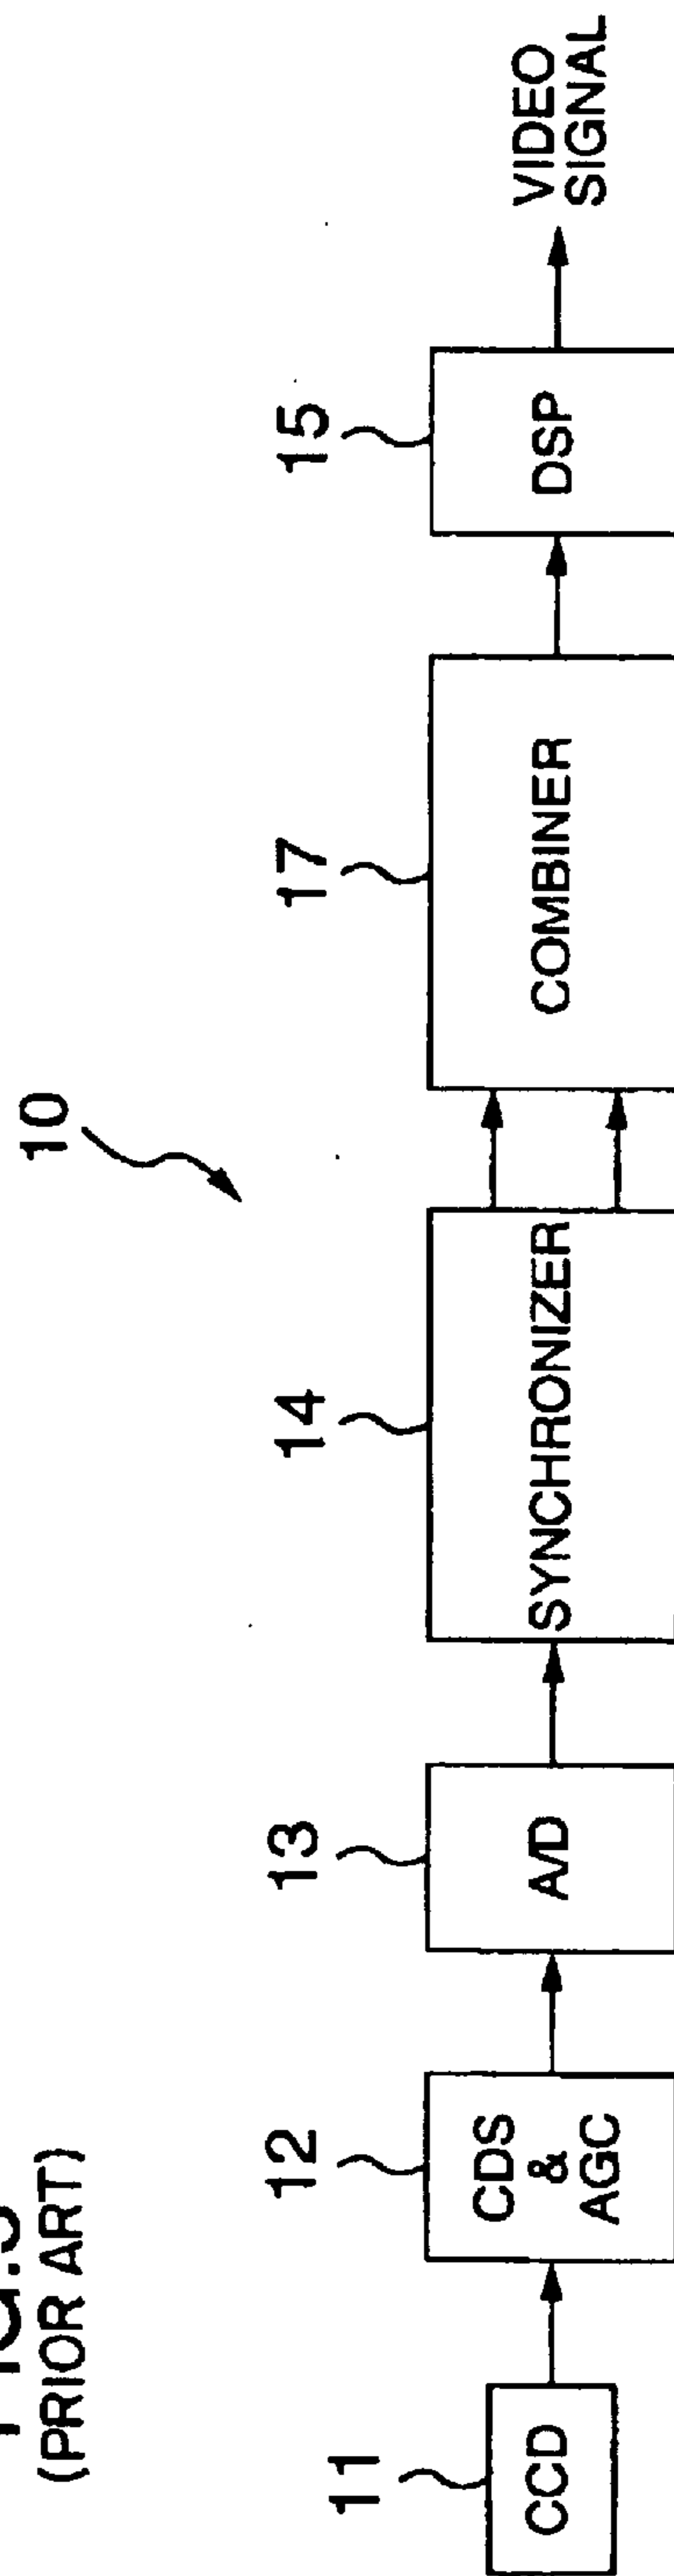 (PRIOR ART)
10
11
CCD
12
CDS
&
AGC
13
A/D
14
SYNCHRONIZER
17
COMBINER
15
DSP
VIDEO
SIGNAL